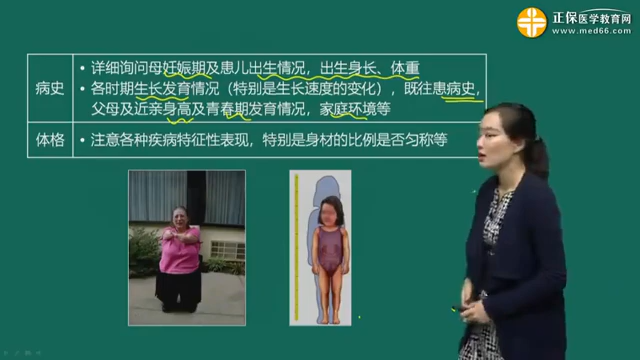 正保医学教育网
www.med66.com
病史
• 详细询问母妊娠期及患儿出生情况，出生身长、体重
• 各时期生长发育情况（特别是生长速度的变化），既往患病史，
父母及近亲身高及青春期发育情况，家庭环境等
体格
• 注意各种疾病特征性表现，特别是身材的比例是否匀称等